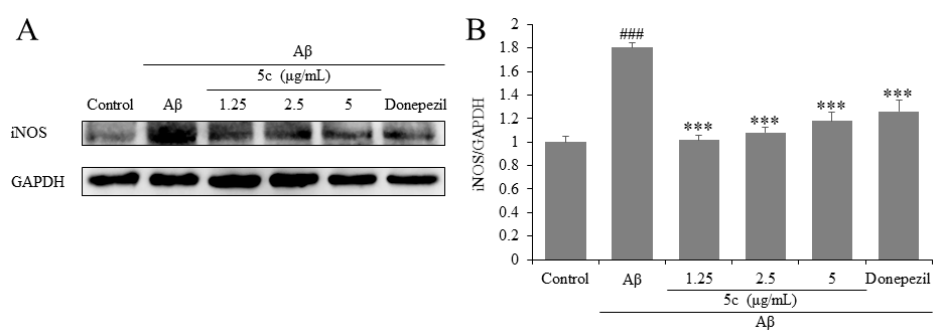 A
Aβ
5c (μg/mL)
Control Aβ 1.25 2.5 5 Donepezil
iNOS
GAPDH
B
iNOS/GAPDH
2
1.8
1.6
1.4
1.2
1
0.8
0.6
0.4
0.2
0
###
*** *** *** ***
Control Aβ 1.25 2.5 5 Donepezil
5c (μg/mL)
Aβ